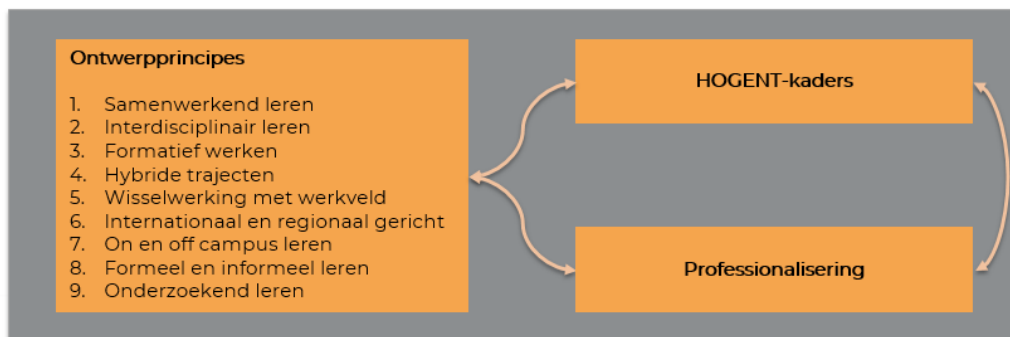 Ontwerpprincipes
1. Samenwerkend leren
2. Interdisciplinair leren
3. Formatief werken
4. Hybride trajecten
5. Wisselwerking met werkveld
6. Internationaal en regionaal gericht
7. On en off campus leren
8. Formeel en informeel leren
9. Onderzoekend leren
HOGENT-kaders
Professionalisering